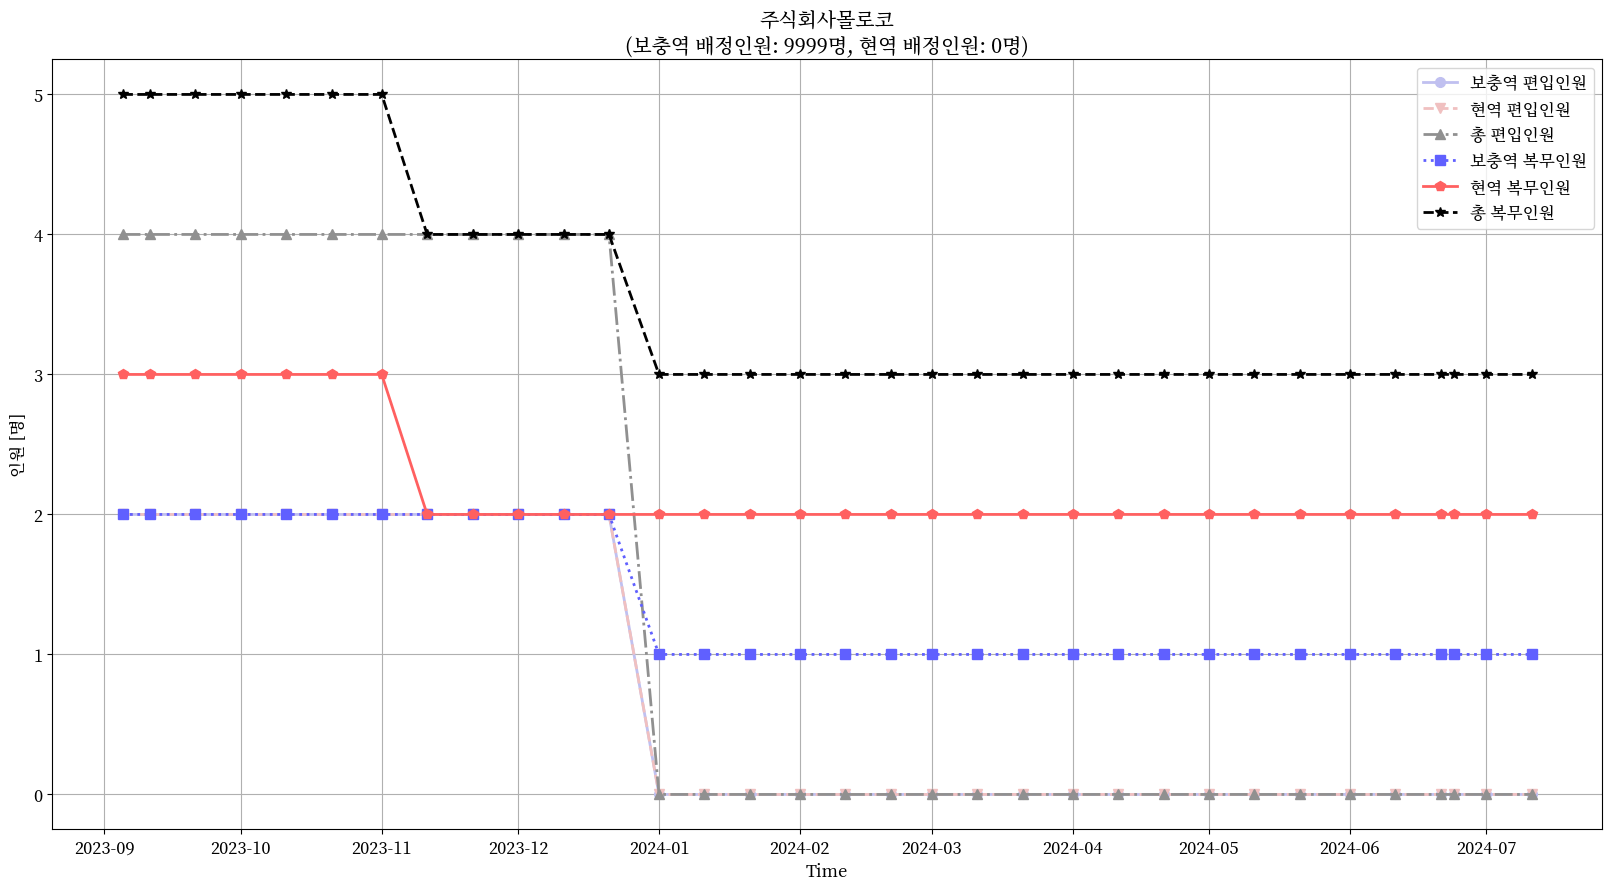 주식회사몰로코
(보충역 배정인원: 9999명, 현역 배정인원: 0명)
보충역 편입인원
현역 편입인원
총 편입인원
보충역 복무인원
현역 복무인원
총 복무인원
인원 [명]
5
4
3
2
1
0
2023-09 2023-10 2023-11 2023-12 2024-01 2024-02 2024-03 2024-04 2024-05 2024-06 2024-07
Time